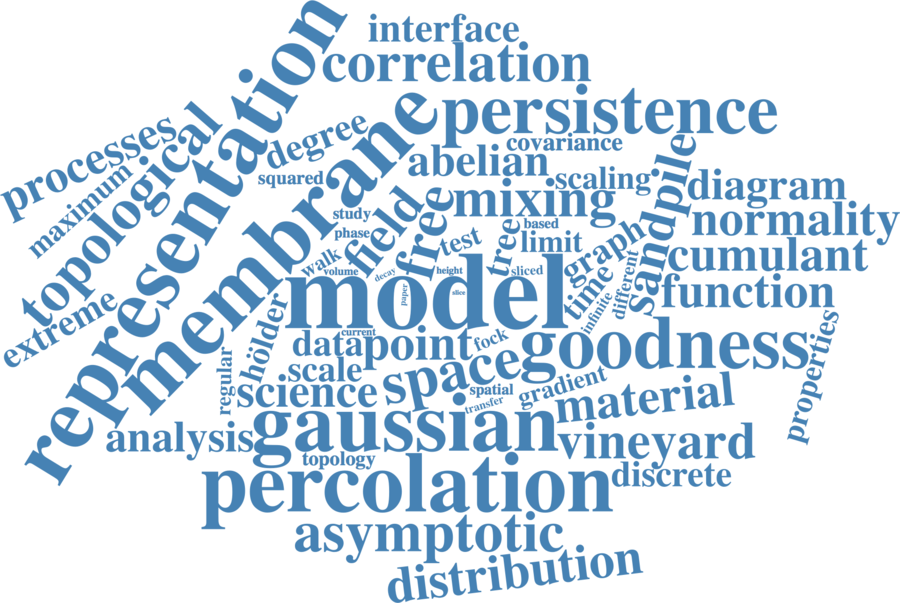 interface
correlation
representation
persistence
membrane
processes
degree
covariance
topological
abelian
squared
scaling
maximum
mixing
sandpile
diagram
study
field
free
test
tree
based
normality
phase
limit
graph
walk
volume
decay
height
sliced
time
different
cumulant
extreme
model
paper
slice
infinite
function
hölder
current
data
point
fock
goodness
properties
regular
scale
space
science
spatial
gradient
transfer
material
analysis
gaussian
vineyard
topology
percolation
discrete
asymptotic
distribution